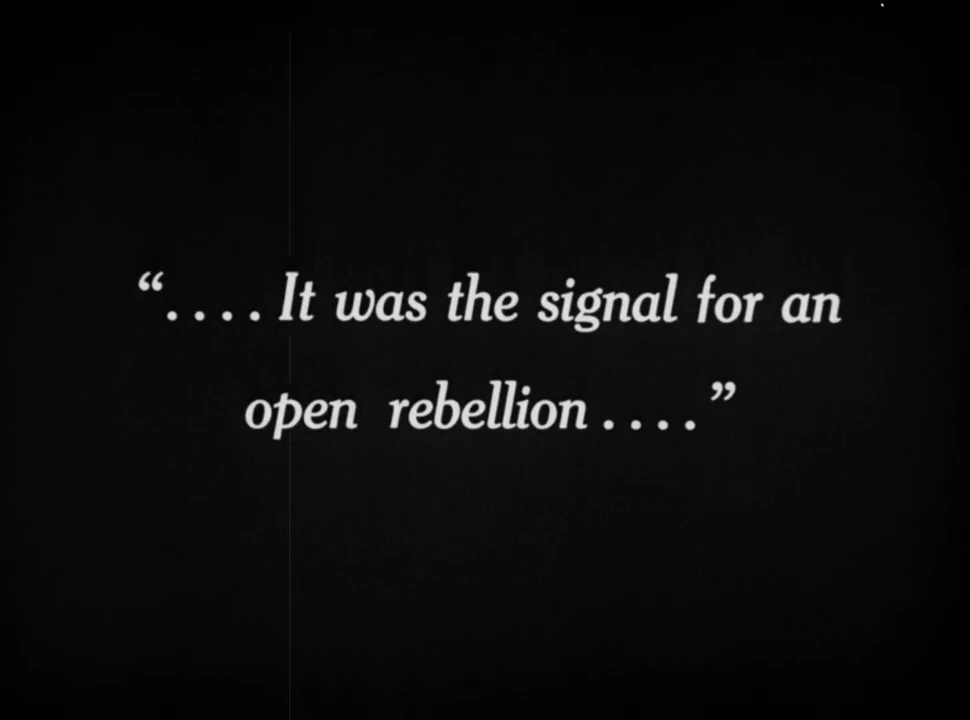 “. . . . It was the signal for an
open rebellion . . . .”